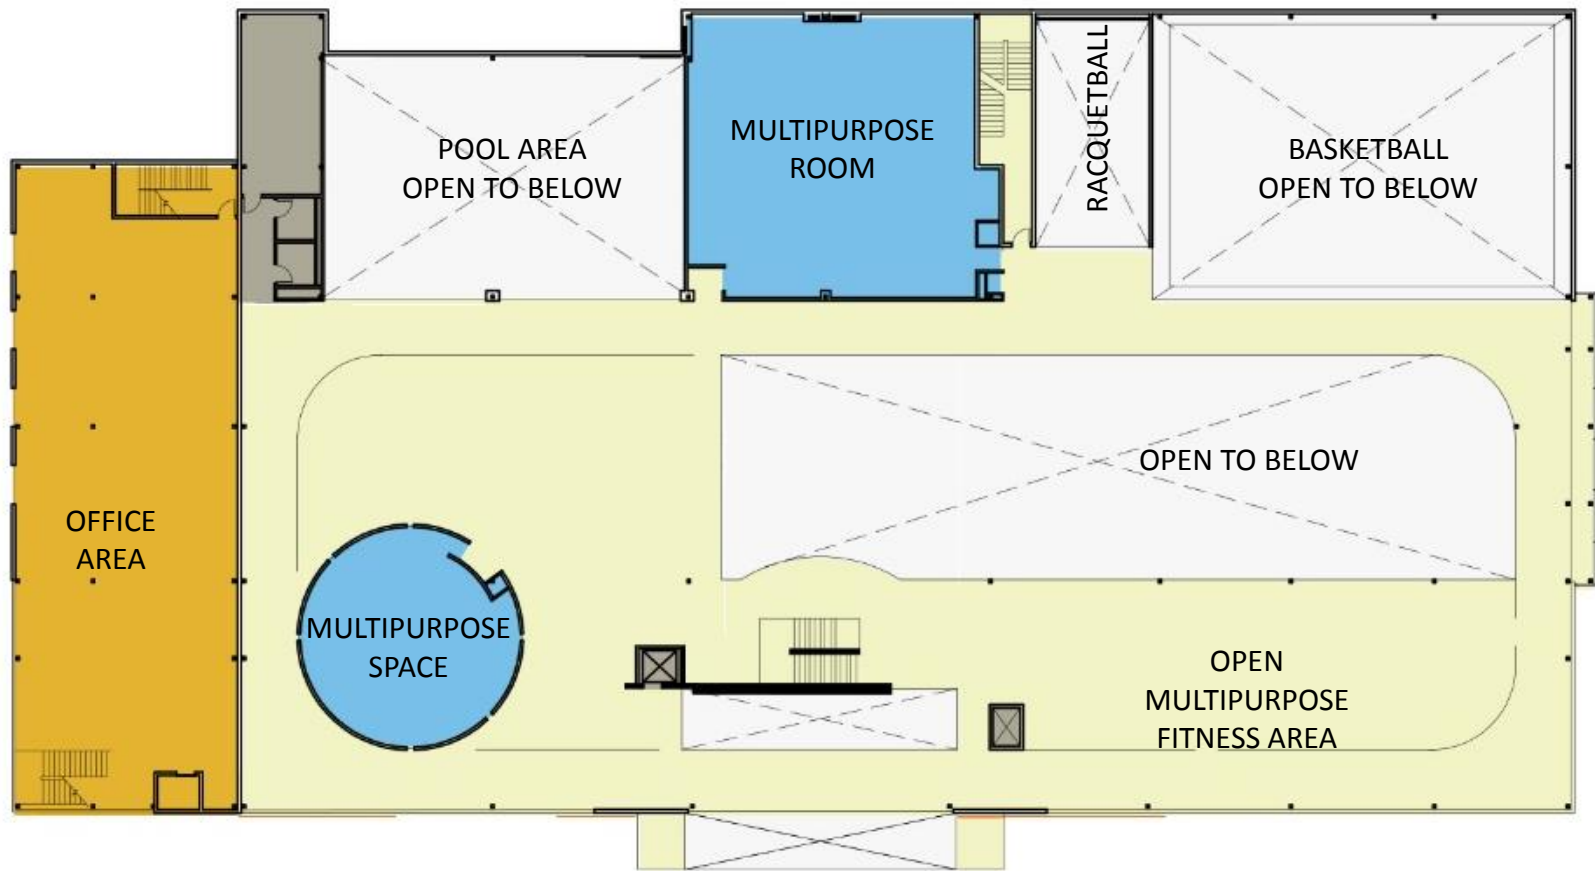 POOL AREA
OPEN TO BELOW
MULTIPURPOSE
ROOM
RACQUETBALL
BASKETBALL
OPEN TO BELOW
OPEN TO BELOW
OFFICE
AREA
MULTIPURPOSE
SPACE
OPEN
MULTIPURPOSE
FITNESS AREA